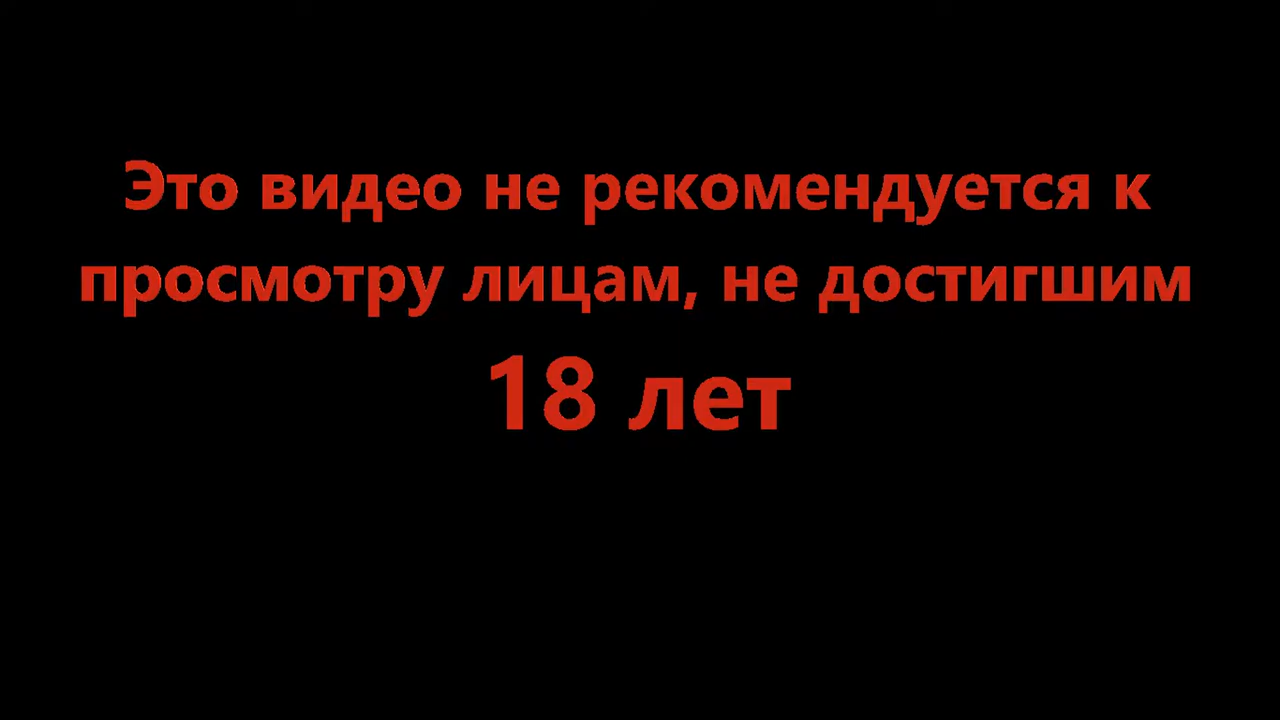 Это видео не рекомендуется к
просмотру лицам, не достигшим
18 лет